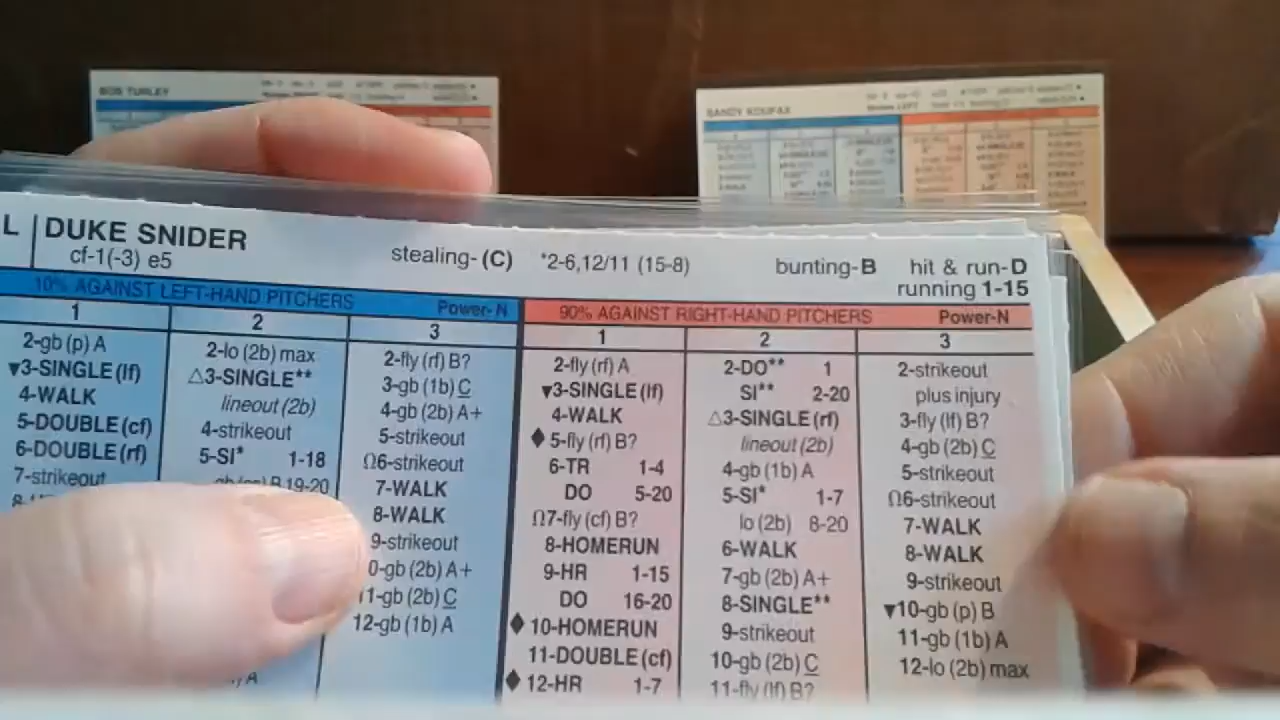 BOB TURLEY
SANDY KOUFAX
L DUKE SNIDER
cf-1(-3) e5
stealing- (C) *2-6,12/11 (15-8) bunting-B hit & run-D
running 1-15
10% AGAINST LEFT-HAND PITCHERS Power-N
1
2-gb (p) A
▼3-SINGLE (lf)
4-WALK
5-DOUBLE (cf)
6-DOUBLE (rf)
7-strikeout
2
2-lo (2b) max
△3-SINGLE**
lineout (2b)
4-strikeout
5-SI* 1-18
gb (ss) B 19-20
3
2-fly (rf) B?
3-gb (1b) C
4-gb (2b) A+
5-strikeout
Ω6-strikeout
7-WALK
8-WALK
9-strikeout
0-gb (2b) A+
1-gb (2b) C
12-gb (1b) A
90% AGAINST RIGHT-HAND PITCHERS Power-N
1
2-fly (rf) A
▼3-SINGLE (lf)
4-WALK
♦5-fly (rf) B?
6-TR 1-4
DO 5-20
Ω7-fly (cf) B?
8-HOMERUN
9-HR 1-15
DO 16-20
♦10-HOMERUN
11-DOUBLE (cf)
♦12-HR 1-7
2
2-DO** 1
SI** 2-20
△3-SINGLE (rf)
lineout (2b)
4-gb (1b) A
5-SI* 1-7
lo (2b) 8-20
6-WALK
7-gb (2b) A+
8-SINGLE**
9-strikeout
10-gb (2b) C
11-fly (lf) B?
3
2-strikeout
plus injury
3-fly (lf) B?
4-gb (2b) C
5-strikeout
Ω6-strikeout
7-WALK
8-WALK
9-strikeout
▼10-gb (p) B
11-gb (1b) A
12-lo (2b) max